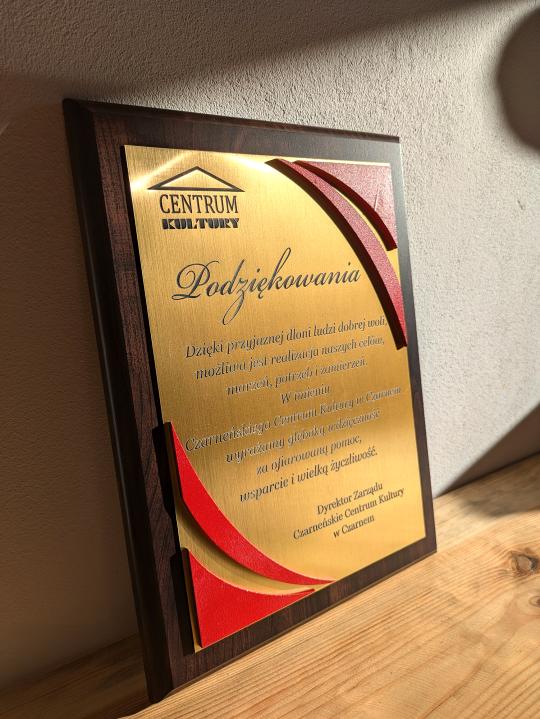 CENTRUM
KULTURY
Podziękowania
Dzięki przyjaznej dłoni ludzi dobrej woli,
możliwa jest realizacja naszych celów,
marzeń, potrzeb i zamierzeń.
W imieniu
Czarneńskiego Centrum Kultury w Czarnem
wyrażamy głęboką wdzięczność
za ofiarowaną pomoc,
wsparcie i wielką życzliwość.
Dyrektor Zarządu
Czarneńskie Centrum Kultury
w Czarnem